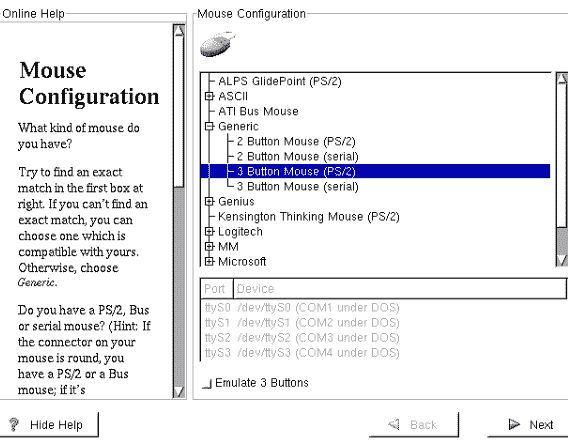 Online Help
Mouse
Configuration
What kind of mouse do
you have?
Try to find an exact
match in the first box at
right. If you can't find an
exact match, you can
choose one which is
compatible with yours.
Otherwise, choose
Generic.
Do you have a PS/2, Bus
or serial mouse? (Hint: If
the connector on your
mouse is round, you
have a PS/2 or a Bus
mouse; if it's
Mouse Configuration
ALPS GlidePoint (PS/2)
ASCII
ATI Bus Mouse
Generic
2 Button Mouse (PS/2)
2 Button Mouse (serial)
3 Button Mouse (PS/2)
3 Button Mouse (serial)
Genius
Kensington Thinking Mouse (PS/2)
Logitech
MM
Microsoft
Port Device
ttyS0 /dev/ttyS0 (COM1 under DOS)
ttyS1 /dev/ttyS1 (COM2 under DOS)
ttyS2 /dev/ttyS2 (COM3 under DOS)
ttyS3 /dev/ttyS3 (COM4 under DOS)
Emulate 3 Buttons
Hide Help
Back
Next